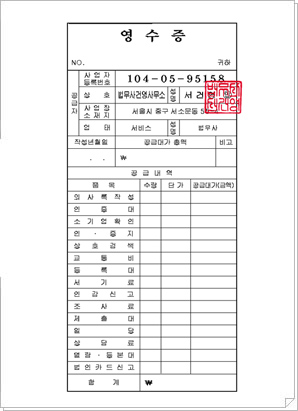 영 수 증
NO. 귀하
공급자
사업자등록번호 104-05-95158
상 호 법무사건영사무소 성명 서 건
사업장소재지 서울시 중구 서소문동 5
업 태 서비스 종목 법무사
작성년월일 공급대가 총액 비고
. . ₩
공 급 내 역
품 목 수량 단 가 공급대가(금액)
의 사 록 작 성
인 증 대
소 기 업 확 인
인 · 증 지
상 호 검 색
교 통 비
등 록 대
서 기 료
인 감 신 고
조 사 료
제 출 대
일 당
상 담 료
열 람 · 등 본 대
법 인 카 드 신 고
합 계 ₩